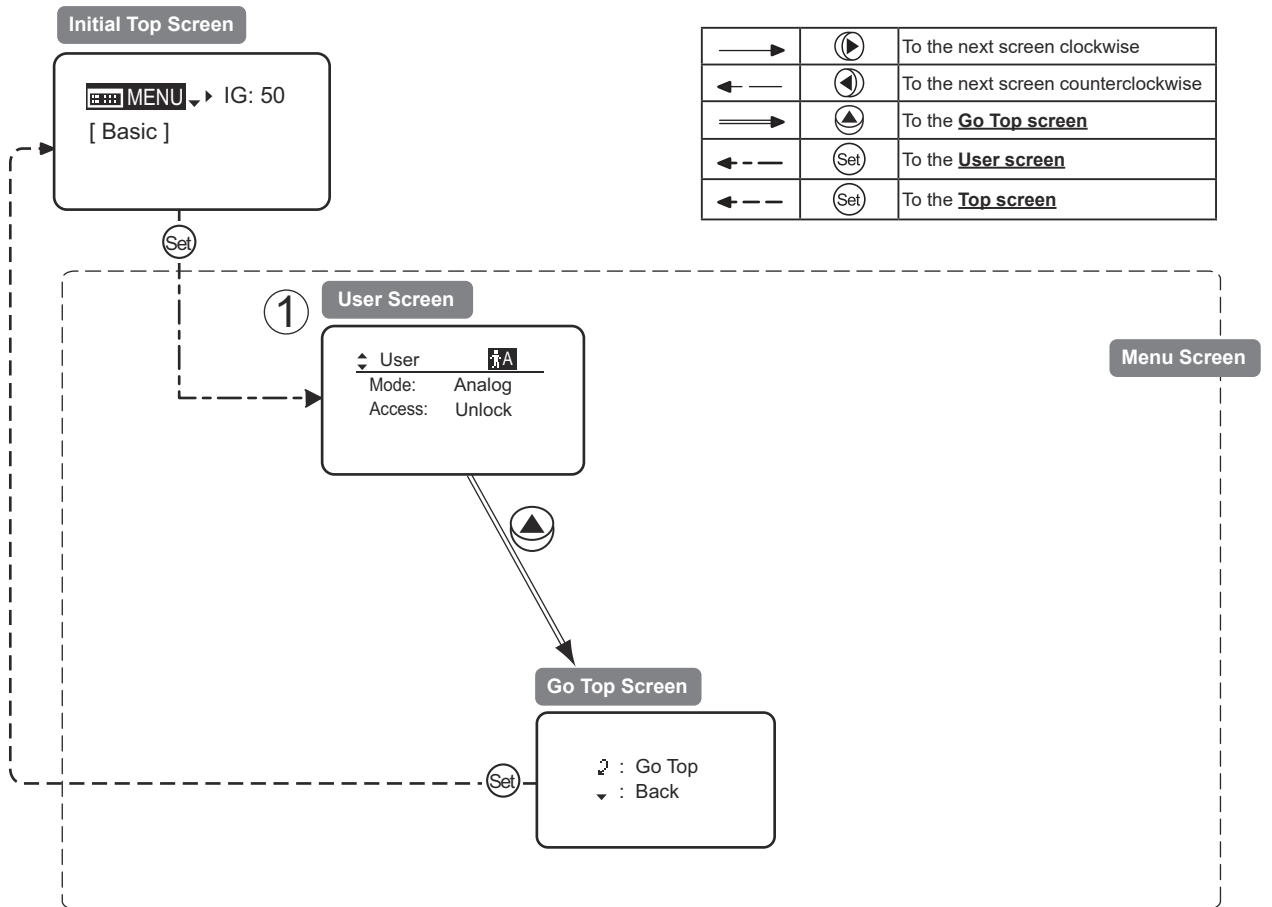 Initial Top Screen
MENU IG: 50
[ Basic ]
To the next screen clockwise
To the next screen counterclockwise
To the Go Top screen
Set To the User screen
Set To the Top screen
Set
1 User Screen
User A
Mode: Analog
Access: Unlock
Menu Screen
Go Top Screen
: Go Top
: Back
Set